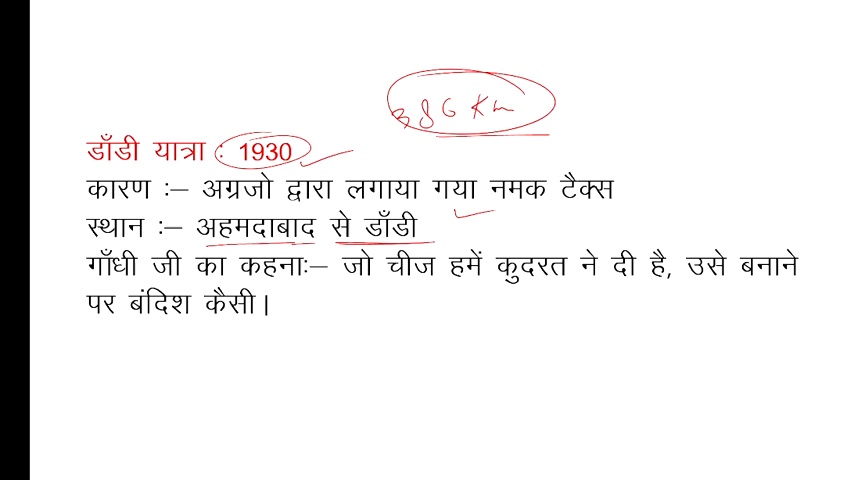 386 Km
डाँडी यात्रा : 1930
कारण :– अग्रजो द्वारा लगाया गया नमक टैक्स
स्थान :– अहमदाबाद से डाँडी
गाँधी जी का कहनाः– जो चीज हमें कुदरत ने दी है, उसे बनाने
पर बंदिश कैसी।